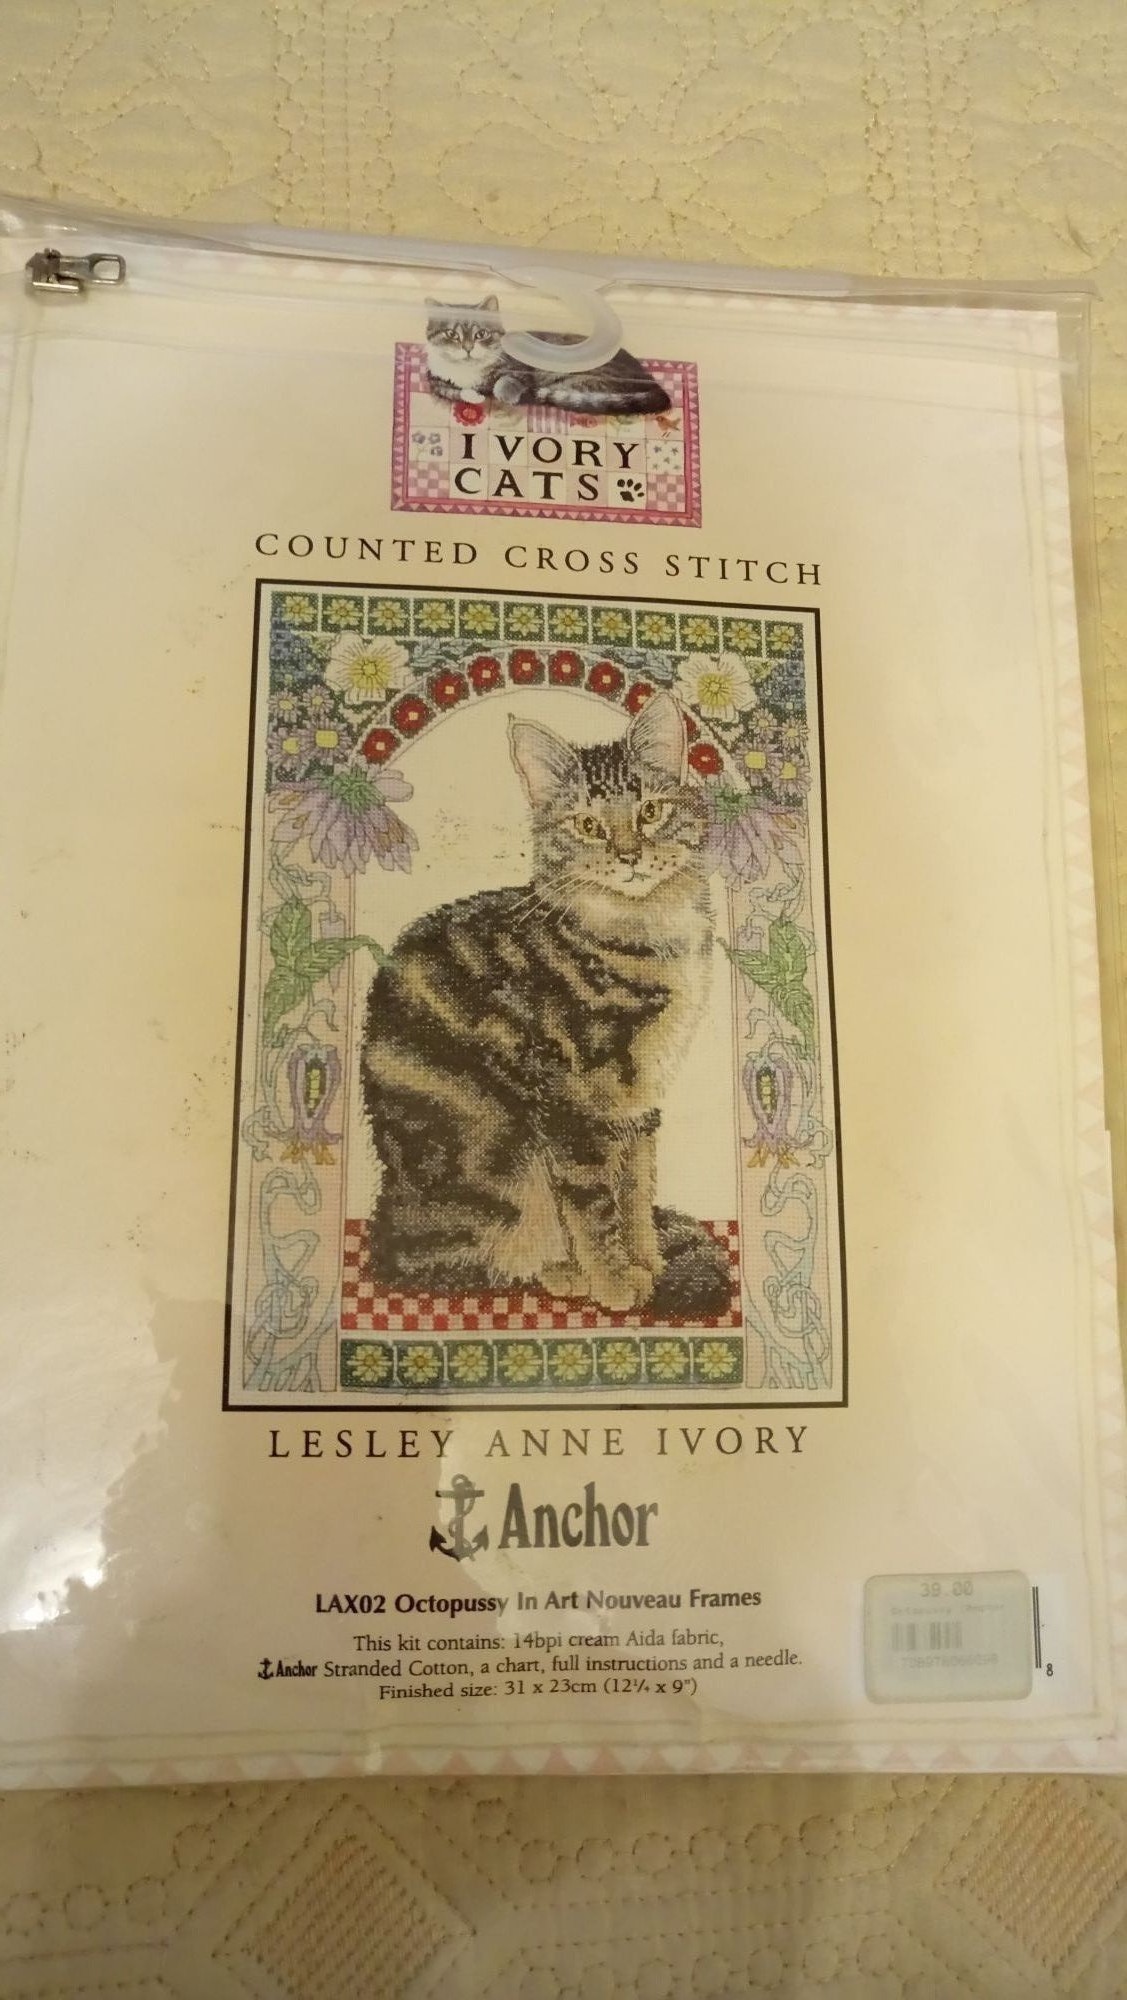 IVORY
CATS
COUNTED CROSS STITCH
LESLEY ANNE IVORY
Anchor
LAX02 Octopussy In Art Nouveau Frames
This kit contains: 14bpi cream Aida fabric,
Anchor Stranded Cotton, a chart, full instructions and a needle.
Finished size: 31 x 23cm (12¼ x 9")
39.00
8